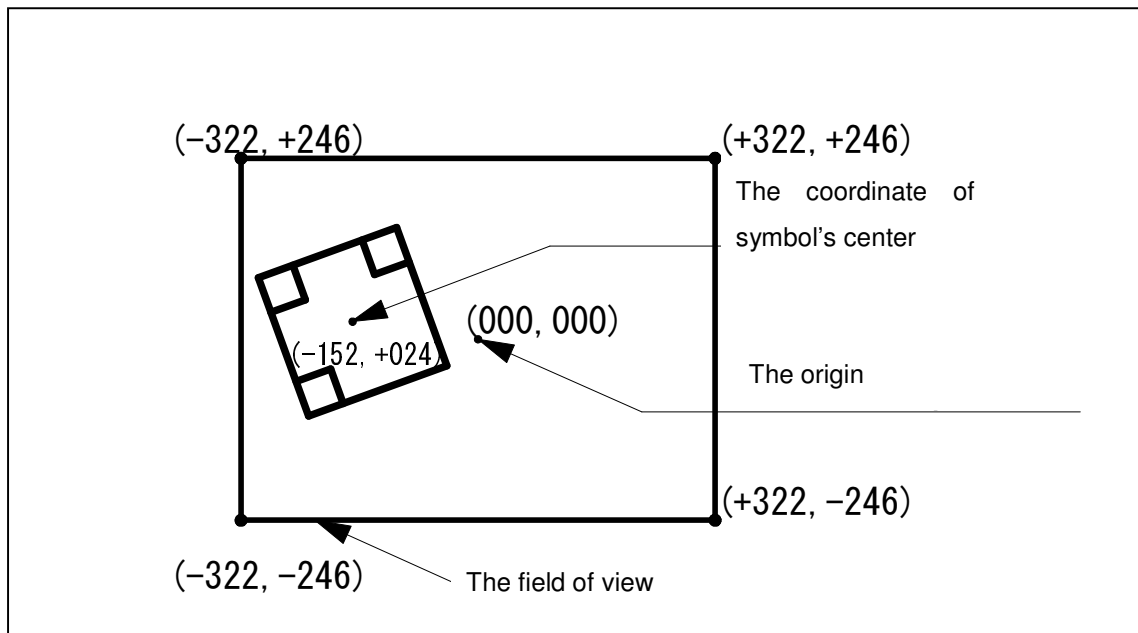 (-322, +246)
(+322, +246)
The coordinate of
symbol's center
(000, 000)
(-152, +024)
The origin
(+322, -246)
(-322, -246)
The field of view